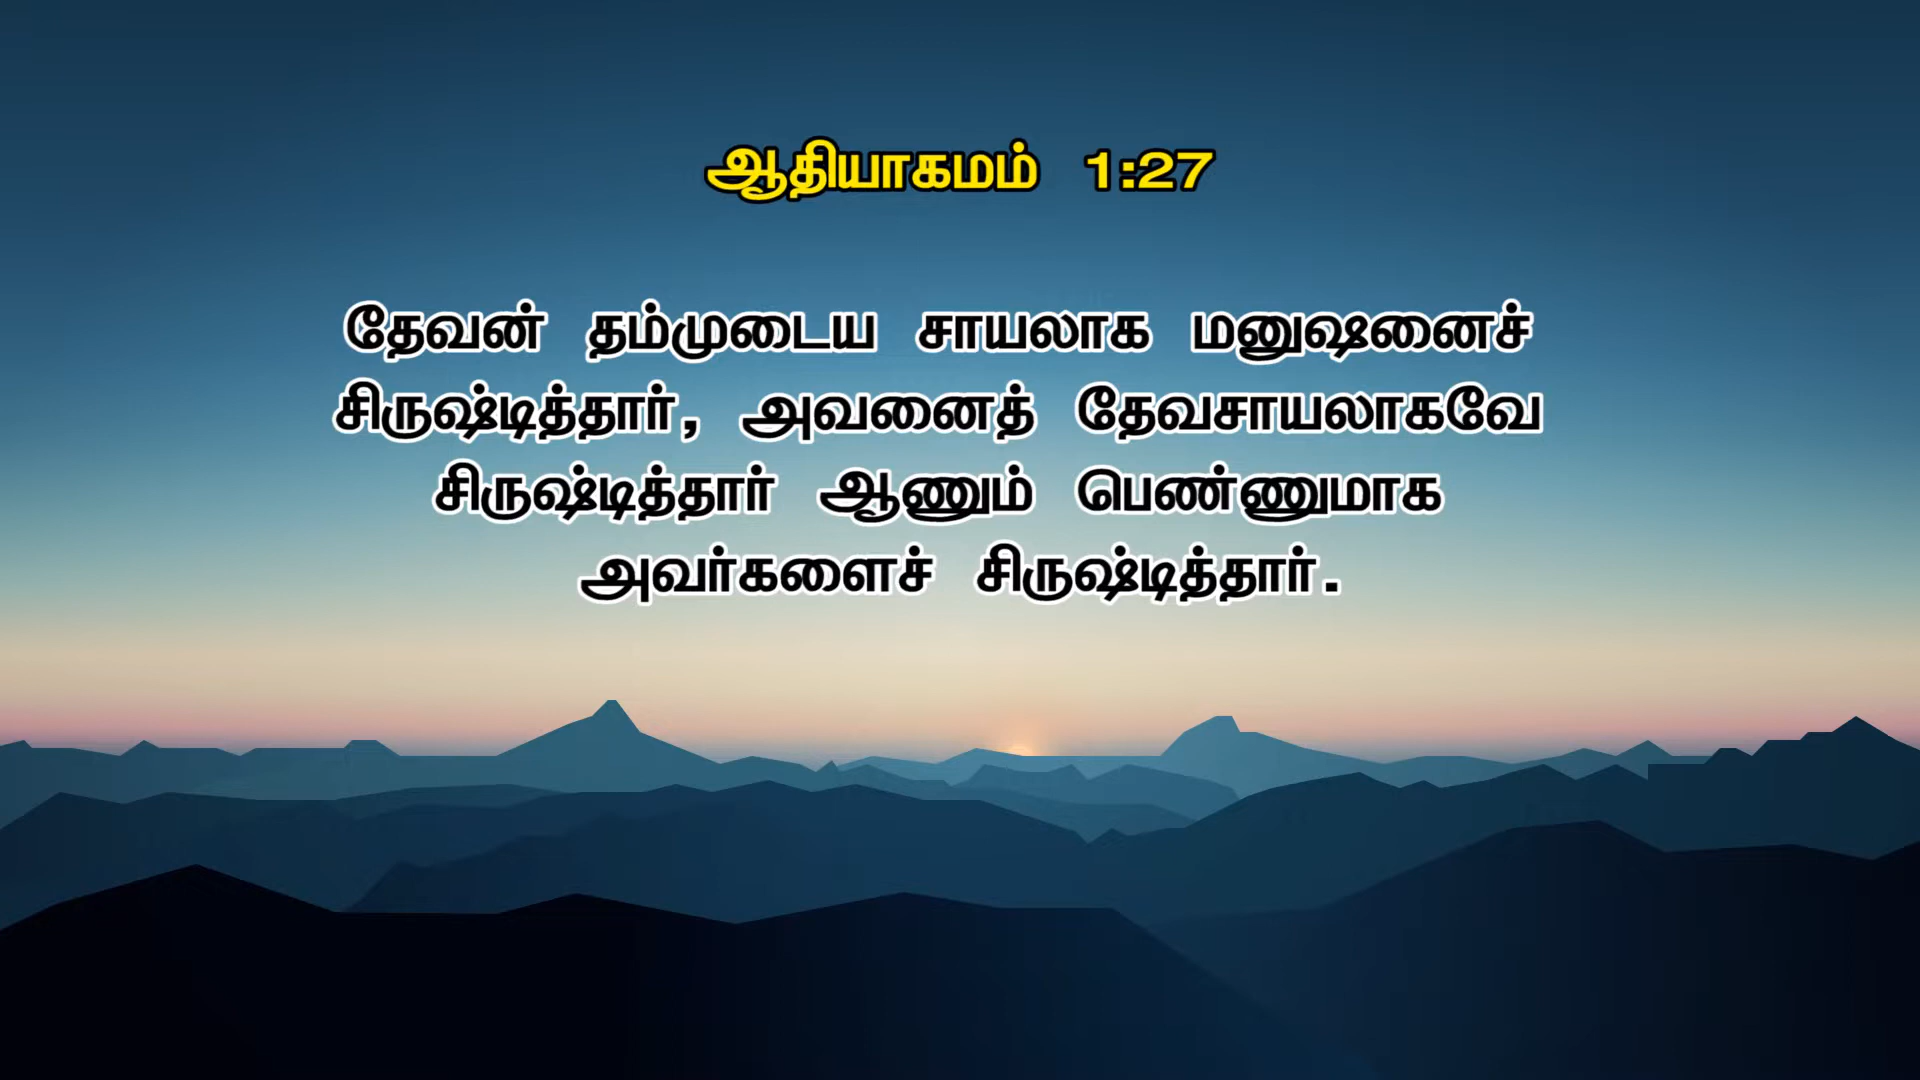 ஆதியாகமம் 1:27
தேவன் தம்முடைய சாயலாக மனுஷனைச்
சிருஷ்டித்தார், அவனைத் தேவசாயலாகவே
சிருஷ்டித்தார் ஆணும் பெண்ணுமாக
அவர்களைச் சிருஷ்டித்தார்.